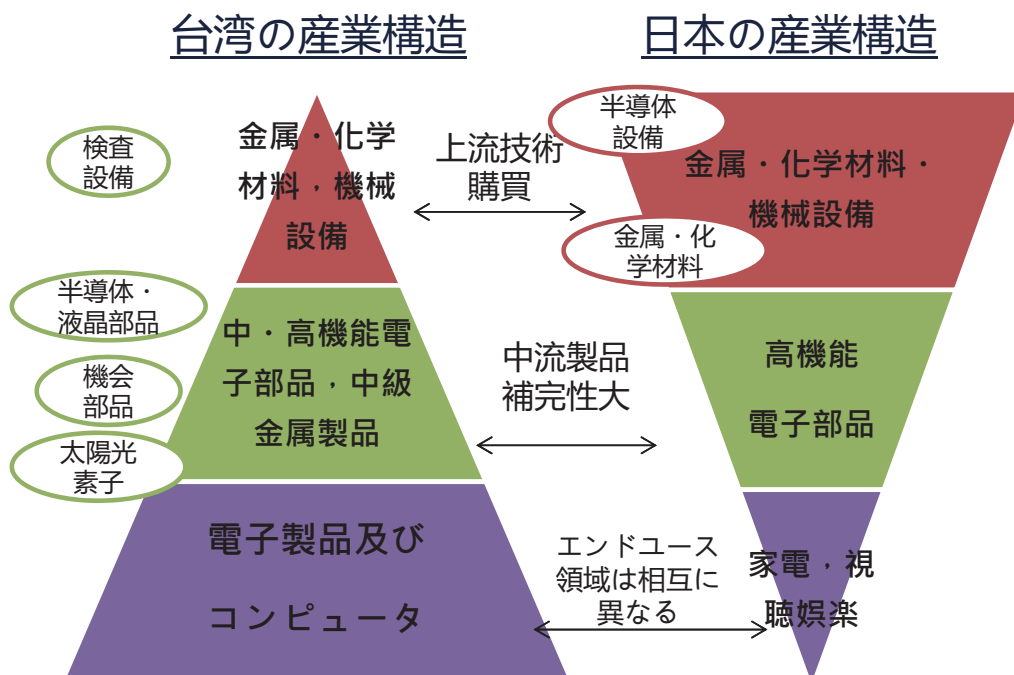 台湾の産業構造
日本の産業構造
検査
設備
金属・化学
材料，機械
設備
上流技術
購買
半導体
設備
金属・化学材料・
機械設備
金属・化
学材料
半導体・
液晶部品
機会
部品
太陽光
素子
中・高機能電
子部品，中級
金属製品
中流製品
補完性大
高機能
電子部品
電子製品及び
コンピュータ
エンドユース
領域は相互に
異なる
家電，視
聴娯楽